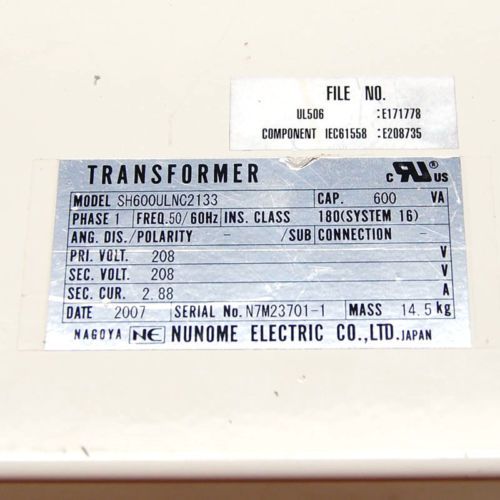 FILE NO.
UL506 :E171778
COMPONENT IEC61558 :E208735
TRANSFORMER c RU ® US
MODEL SH600ULNC2133 CAP. 600 VA
PHASE 1 FREQ.50/60Hz INS. CLASS 180(SYSTEM 16)
ANG. DIS./POLARITY - /SUB CONNECTION -
PRI. VOLT. 208 V
SEC. VOLT. 208 V
SEC. CUR. 2.88 A
DATE 2007 SERIAL No. N7M23701-1 MASS 14.5 kg
NAGOYA NE NUNOME ELECTRIC CO.,LTD. JAPAN